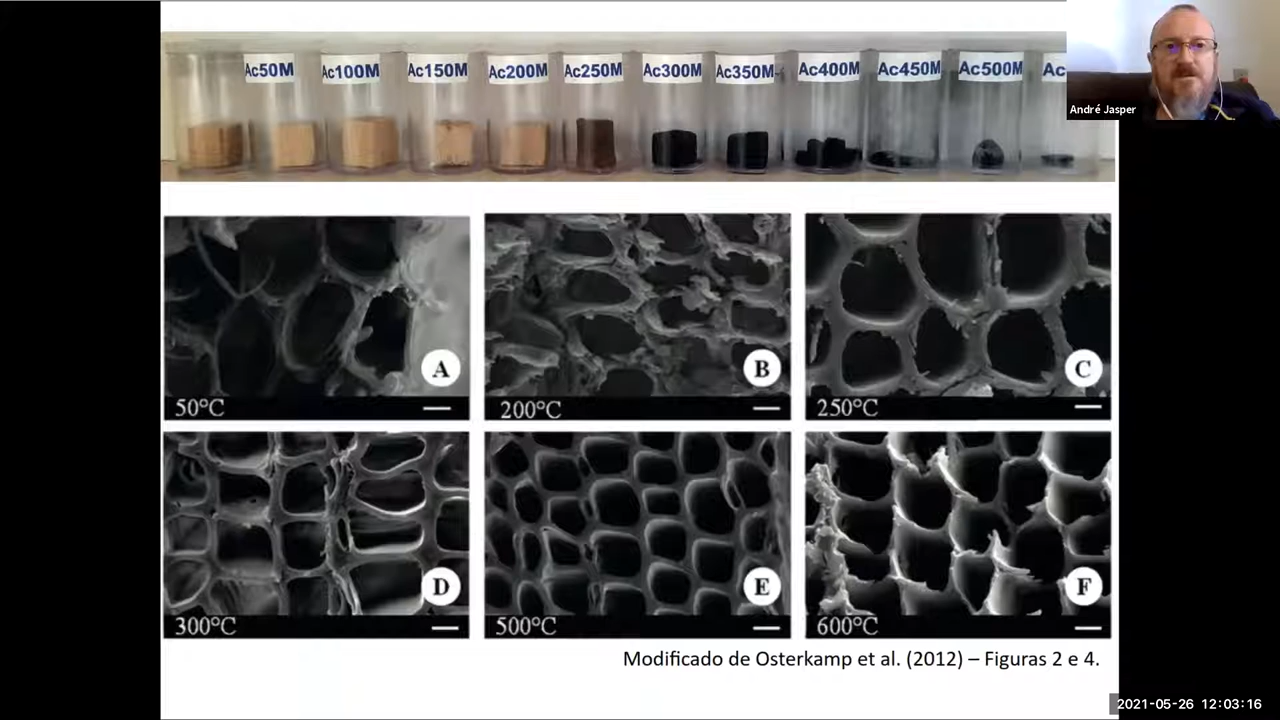 Ac50M Ac100M Ac150M Ac200M Ac250M Ac300M Ac350M Ac400M Ac450M Ac500M Ac
André Jasper
A
50°C
B
200°C
C
250°C
D
300°C
E
500°C
F
600°C
Modificado de Osterkamp et al. (2012) – Figuras 2 e 4.
2021-05-26 12:03:16